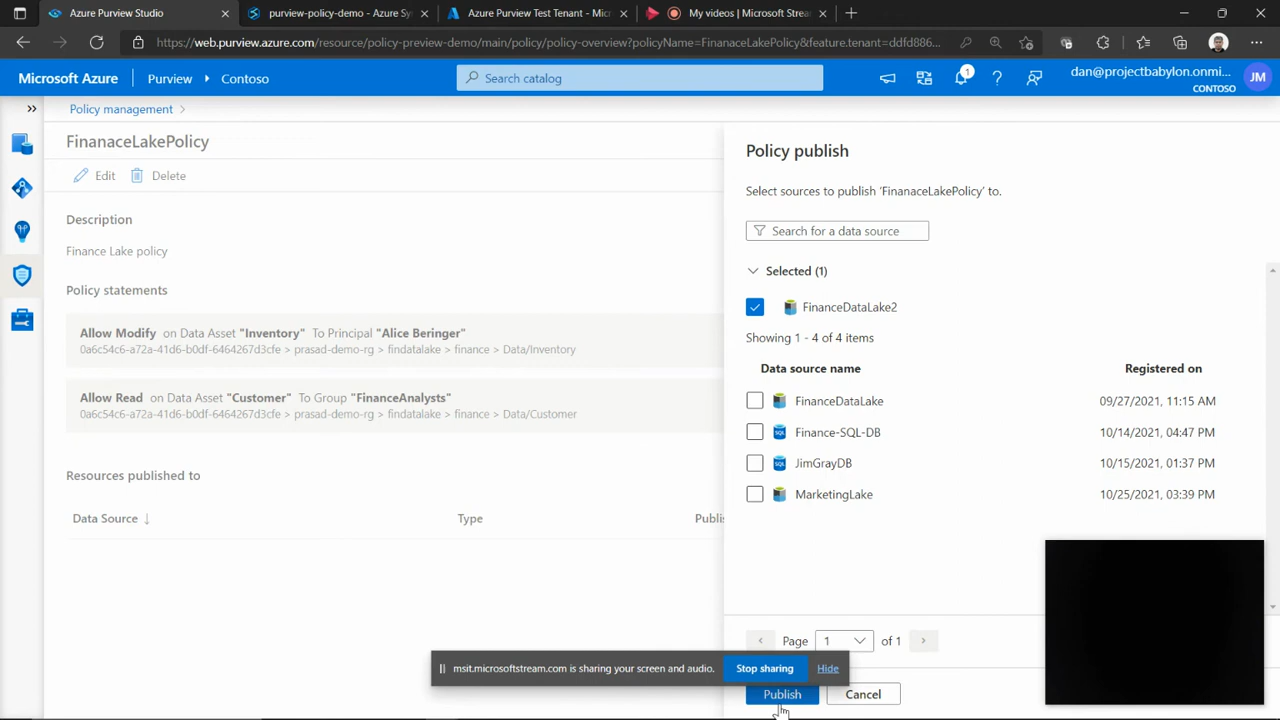 Azure Purview Studio
purview-policy-demo - Azure Sy
Azure Purview Test Tenant - Micr
My videos | Microsoft Stream
https://web.purview.azure.com/resource/policy-preview-demo/main/policy/policy-overview?policyName=FinanaceLakePolicy&feature.tenant=ddfd886...
Microsoft Azure
Purview
Contoso
Search catalog
1
dan@projectbabylon.onmi...
CONTOSO
JM
Policy management
FinanaceLakePolicy
Edit
Delete
Description
Finance Lake policy
Policy statements
Allow Modify on Data Asset "Inventory" To Principal "Alice Beringer"
0a6c54c6-a72a-41d6-b0df-6464267d3cfe > prasad-demo-rg > findatalake > finance > Data/Inventory
Allow Read on Data Asset "Customer" To Group "FinanceAnalysts"
0a6c54c6-a72a-41d6-b0df-6464267d3cfe > prasad-demo-rg > findatalake > finance > Data/Customer
Resources published to
Data Source ↓ Type Publis
Policy publish
Select sources to publish 'FinanaceLakePolicy' to.
Search for a data source
Selected (1)
FinanceDataLake2
Showing 1 - 4 of 4 items
Data source name Registered on
FinanceDataLake 09/27/2021, 11:15 AM
Finance-SQL-DB 10/14/2021, 04:47 PM
JimGrayDB 10/15/2021, 01:37 PM
MarketingLake 10/25/2021, 03:39 PM
Page 1 of 1
msit.microsoftstream.com is sharing your screen and audio.
Stop sharing
Hide
Publish
Cancel